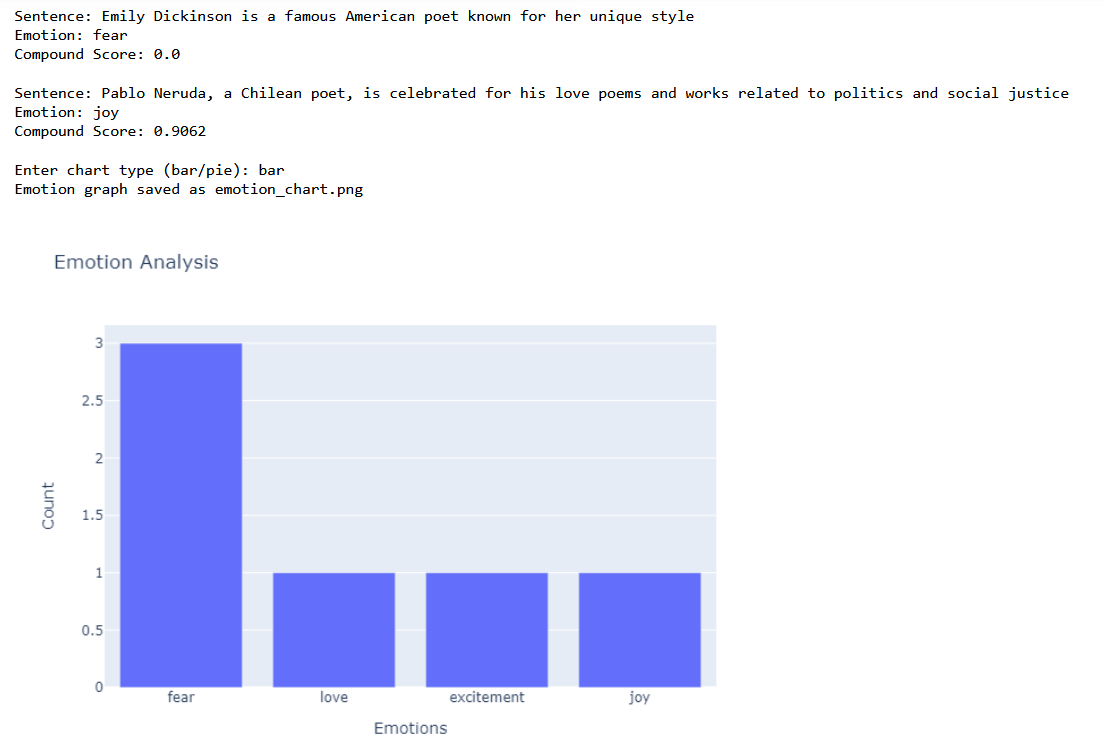 Sentence: Emily Dickinson is a famous American poet known for her unique style
Emotion: fear
Compound Score: 0.0
Sentence: Pablo Neruda, a Chilean poet, is celebrated for his love poems and works related to politics and social justice
Emotion: joy
Compound Score: 0.9062
Enter chart type (bar/pie): bar
Emotion graph saved as emotion_chart.png
Emotion Analysis
3
2.5
2
1.5
1
0.5
0
Count
fear love excitement joy
Emotions